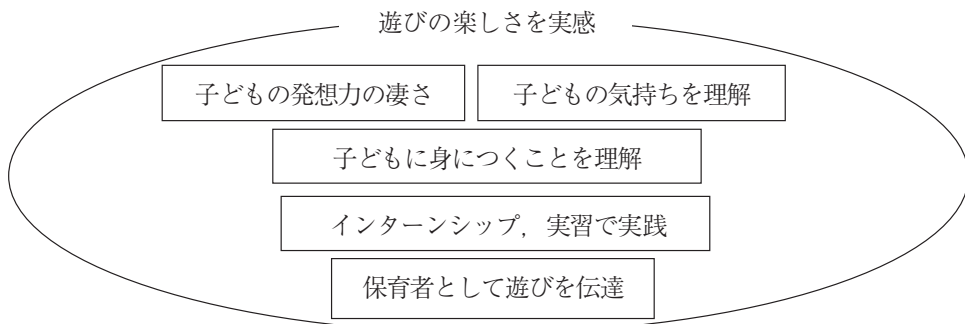 遊びの楽しさを実感
子どもの発想力の凄さ
子どもの気持ちを理解
子どもに身につくことを理解
インターンシップ，実習で実践
保育者として遊びを伝達